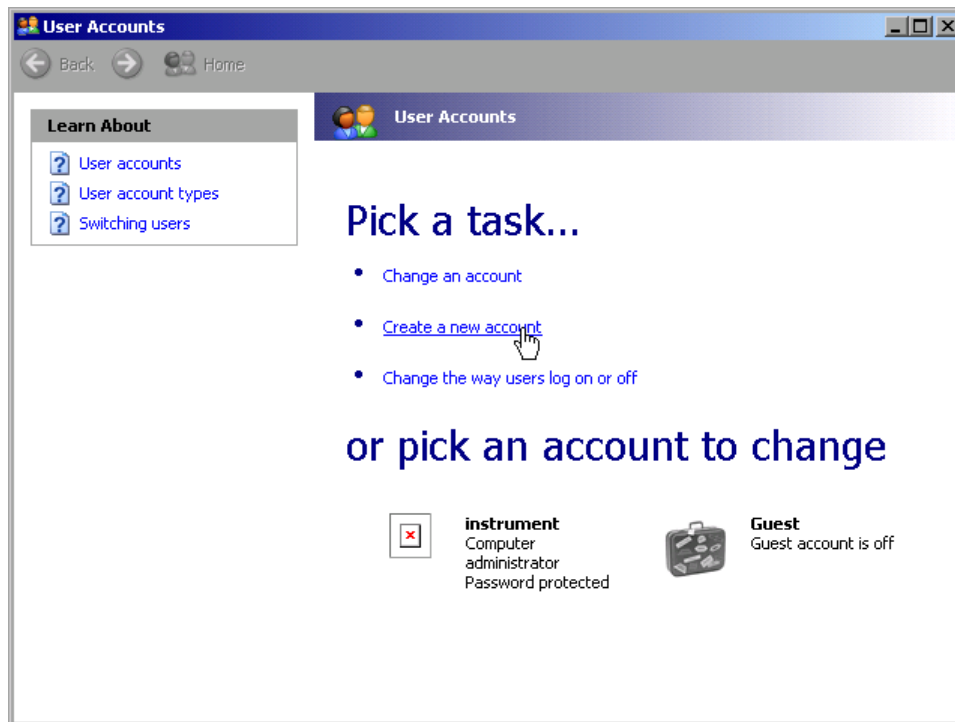 User Accounts
Back
Home
Learn About
User accounts
User account types
Switching users
User Accounts
Pick a task...
Change an account
Create a new account
Change the way users log on or off
or pick an account to change
instrument
Computer
administrator
Password protected
Guest
Guest account is off